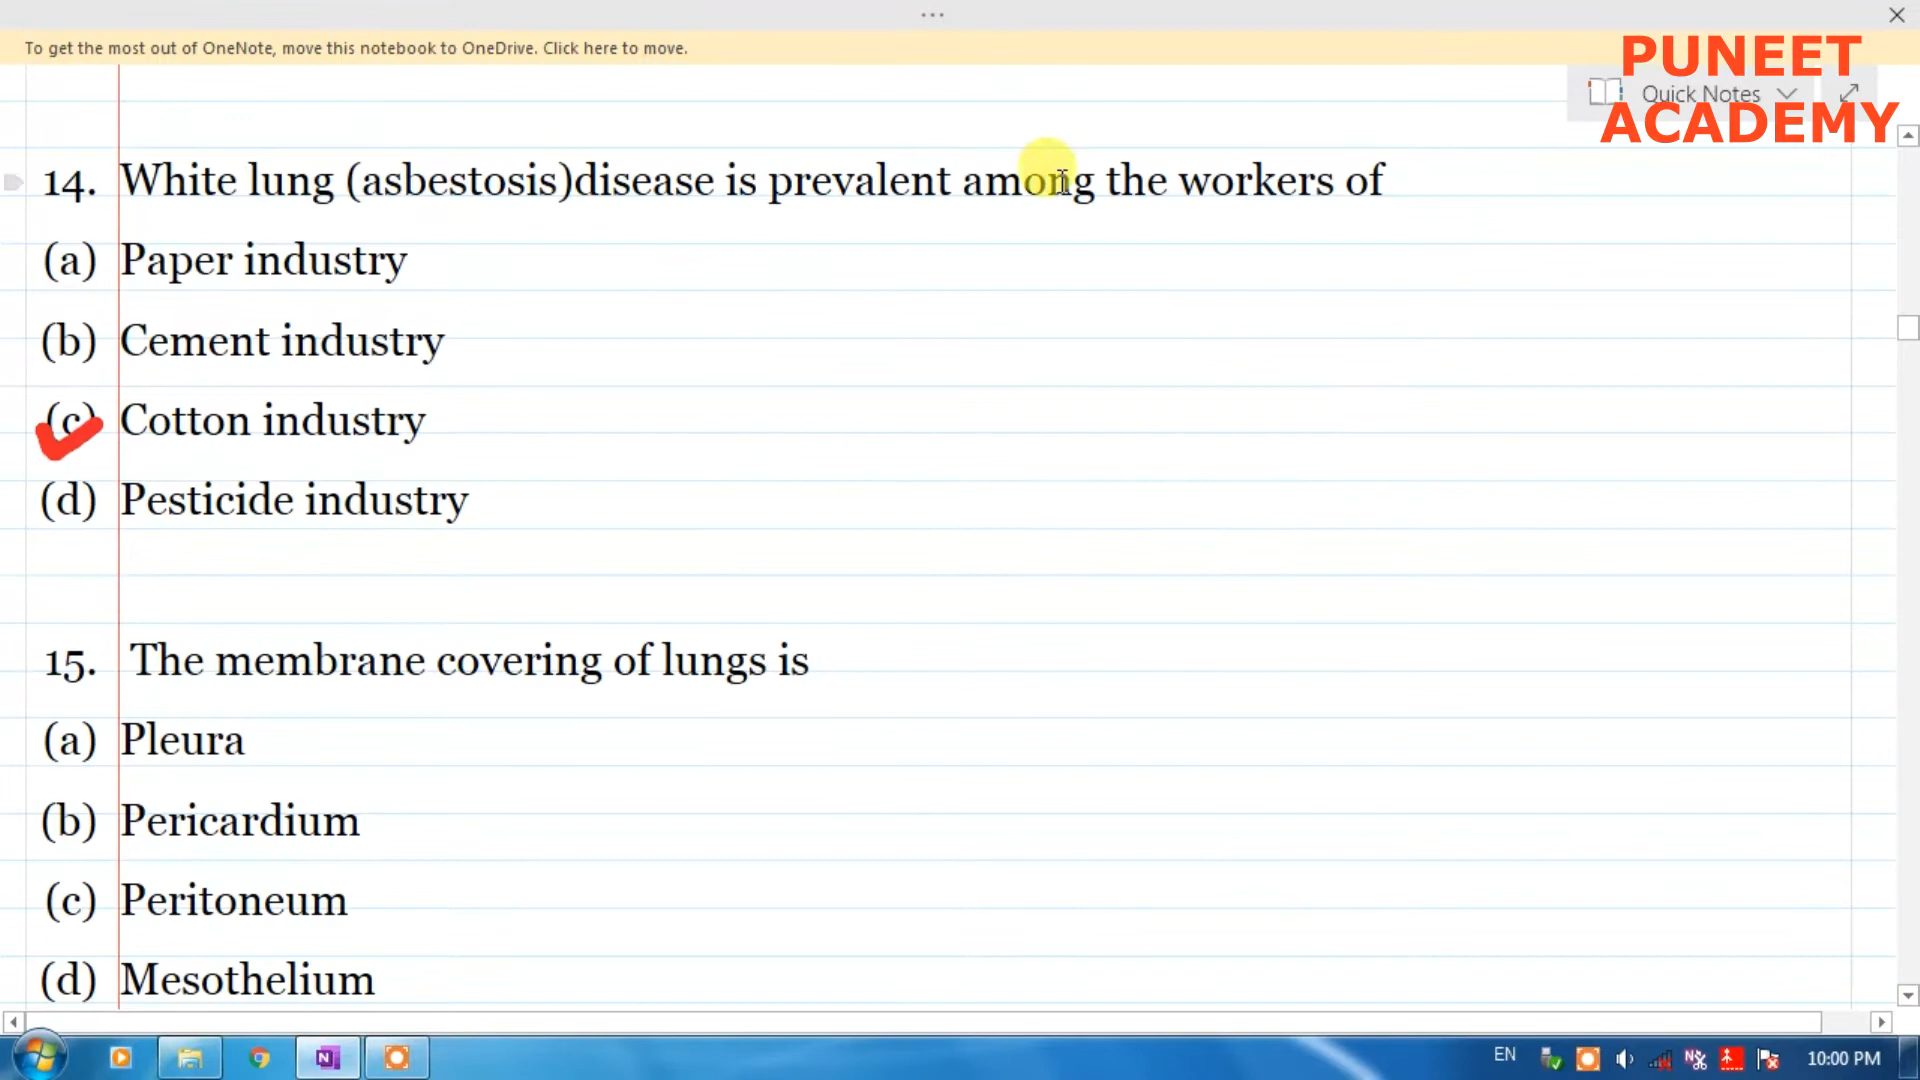 ...
To get the most out of OneNote, move this notebook to OneDrive. Click here to move.
PUNEET
Quick Notes
ACADEMY
14. White lung (asbestosis)disease is prevalent among the workers of
(a) Paper industry
(b) Cement industry
(c) Cotton industry
(d) Pesticide industry
15. The membrane covering of lungs is
(a) Pleura
(b) Pericardium
(c) Peritoneum
(d) Mesothelium
EN
10:00 PM